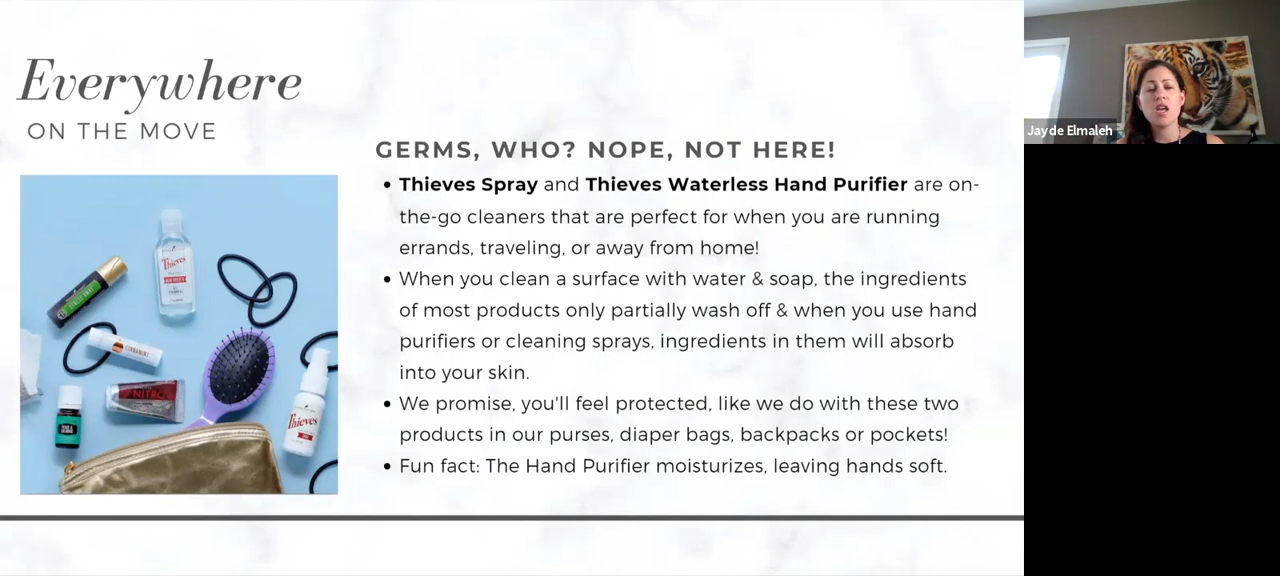 Everywhere
ON THE MOVE
GERMS, WHO? NOPE, NOT HERE!
Thieves Spray and Thieves Waterless Hand Purifier are on-
the-go cleaners that are perfect for when you are running
errands, traveling, or away from home!
When you clean a surface with water & soap, the ingredients
of most products only partially wash off & when you use hand
purifiers or cleaning sprays, ingredients in them will absorb
into your skin.
We promise, you'll feel protected, like we do with these two
products in our purses, diaper bags, backpacks or pockets!
Fun fact: The Hand Purifier moisturizes, leaving hands soft.
Thieves
NITRO
Thieves
Jayde Elmaleh